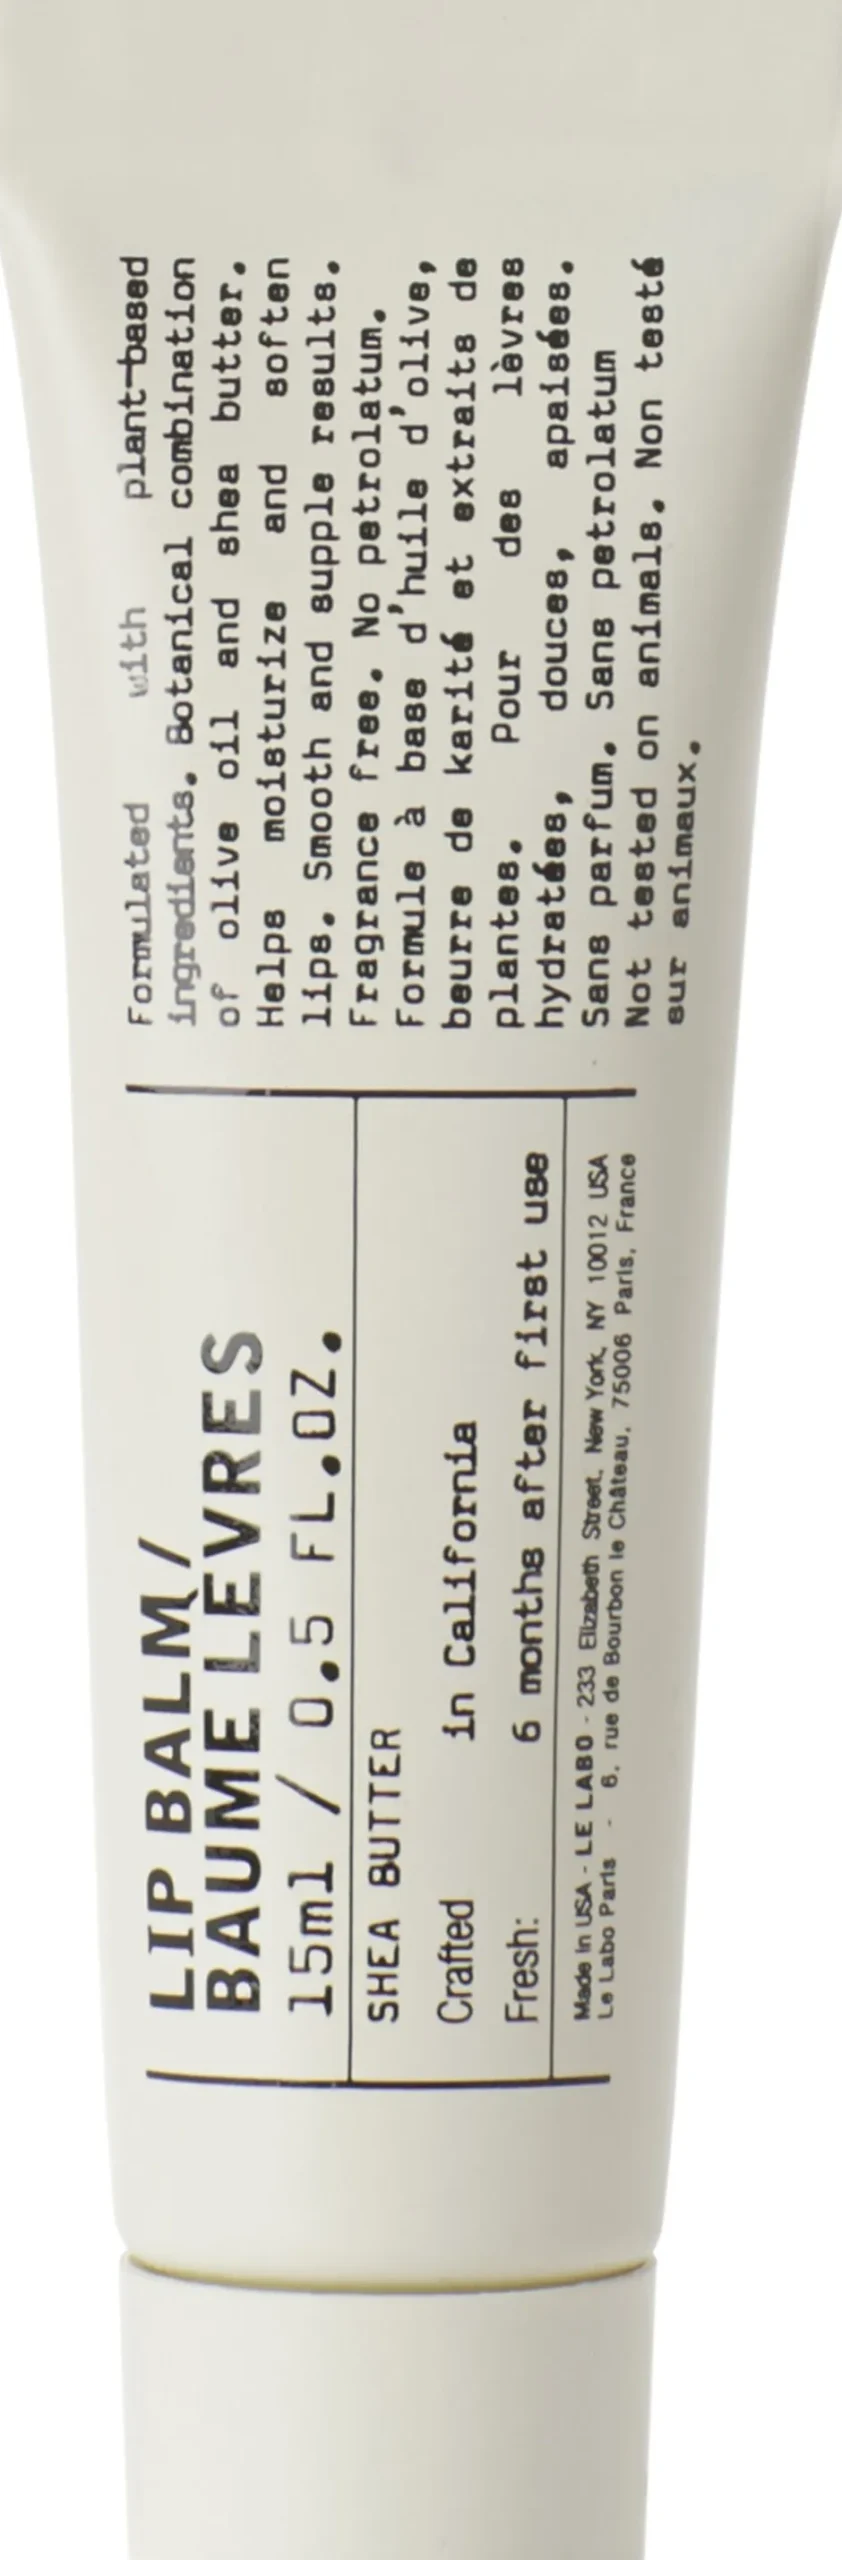 LIP BALM/
BAUME LEVRES
15ml / 0.5 FL.OZ.
SHEA BUTTER
Crafted in California
Fresh: 6 months after first use
Made in USA - LE LABO - 233 Elizabeth Street, New York, NY 10012 USA
Le Labo Paris - 6, rue de Bourbon le Château, 75006 Paris, France
Formulated with plant-based
ingredients. Botanical combination
of olive oil and shea butter.
Helps moisturize and soften
lips. Smooth and supple results.
Fragrance free. No petrolatum.
Formule à base d'huile d'olive,
beurre de karité et extraits de
plantes. Pour des lèvres
hydratées, douces, apaisées.
Sans parfum. Sans petrolatum
Not tested on animals. Non testé
sur animaux.